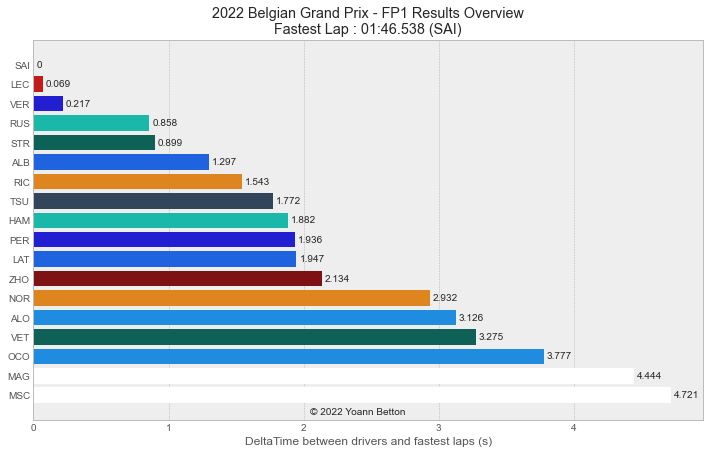 2022 Belgian Grand Prix - FP1 Results Overview
Fastest Lap : 01:46.538 (SAI)
SAI 0
LEC 0.069
VER 0.217
RUS 0.858
STR 0.899
ALB 1.297
RIC 1.543
TSU 1.772
HAM 1.882
PER 1.936
LAT 1.947
ZHO 2.134
NOR 2.932
ALO 3.126
VET 3.275
OCO 3.777
MAG 4.444
MSC 4.721
© 2022 Yoann Betton
0 1 2 3 4
DeltaTime between drivers and fastest laps (s)